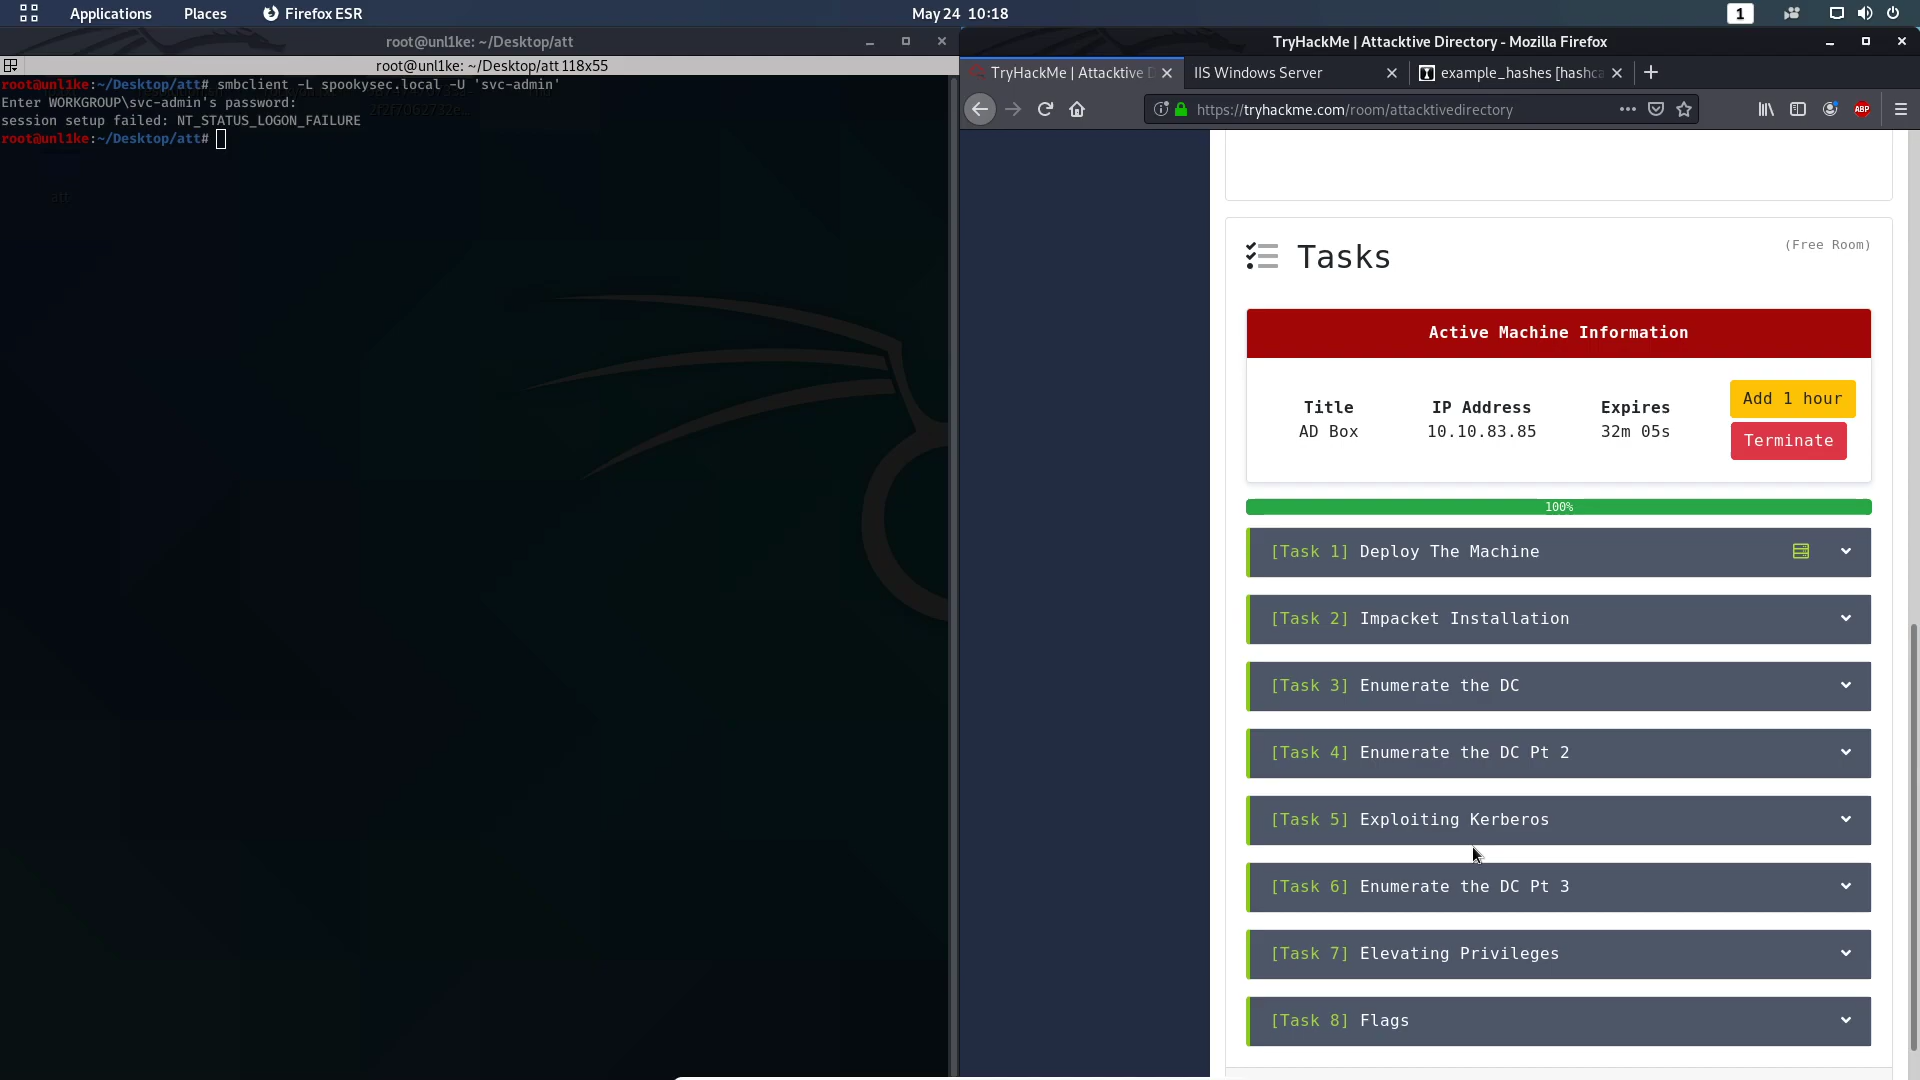 Applications Places Firefox ESR May 24 10:18 1
root@unl1ke: ~/Desktop/att
root@unl1ke: ~/Desktop/att 118x55
root@unl1ke:~/Desktop/att# smbclient -L spookysec.local -U 'svc-admin'
Enter WORKGROUP\svc-admin's password:
session setup failed: NT_STATUS_LOGON_FAILURE
root@unl1ke:~/Desktop/att#
2f2f7062732e...
att
TryHackMe | Attacktive Directory - Mozilla Firefox
TryHackMe | Attacktive D IIS Windows Server example_hashes [hashca
https://tryhackme.com/room/attacktivedirectory ABP
Tasks
(Free Room)
Active Machine Information
Title IP Address Expires
AD Box 10.10.83.85 32m 05s
Add 1 hour
Terminate
100%
[Task 1] Deploy The Machine
[Task 2] Impacket Installation
[Task 3] Enumerate the DC
[Task 4] Enumerate the DC Pt 2
[Task 5] Exploiting Kerberos
[Task 6] Enumerate the DC Pt 3
[Task 7] Elevating Privileges
[Task 8] Flags